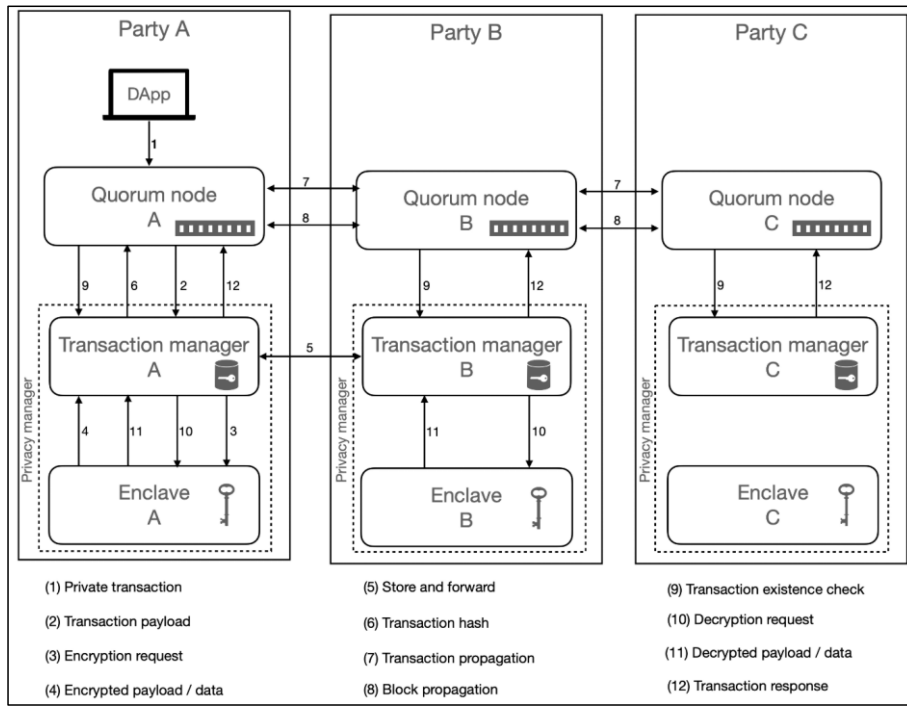 Party A
Party B
Party C
DApp
1
Quorum node
A
7
8
Quorum node
B
7
8
Quorum node
C
9
6
2
12
9
12
9
12
Privacy manager
Transaction manager
A
5
Privacy manager
Transaction manager
B
Privacy manager
Transaction manager
C
4
11
10
3
11
10
Enclave
A
Enclave
B
Enclave
C
(1) Private transaction
(2) Transaction payload
(3) Encryption request
(4) Encrypted payload / data
(5) Store and forward
(6) Transaction hash
(7) Transaction propagation
(8) Block propagation
(9) Transaction existence check
(10) Decryption request
(11) Decrypted payload / data
(12) Transaction response